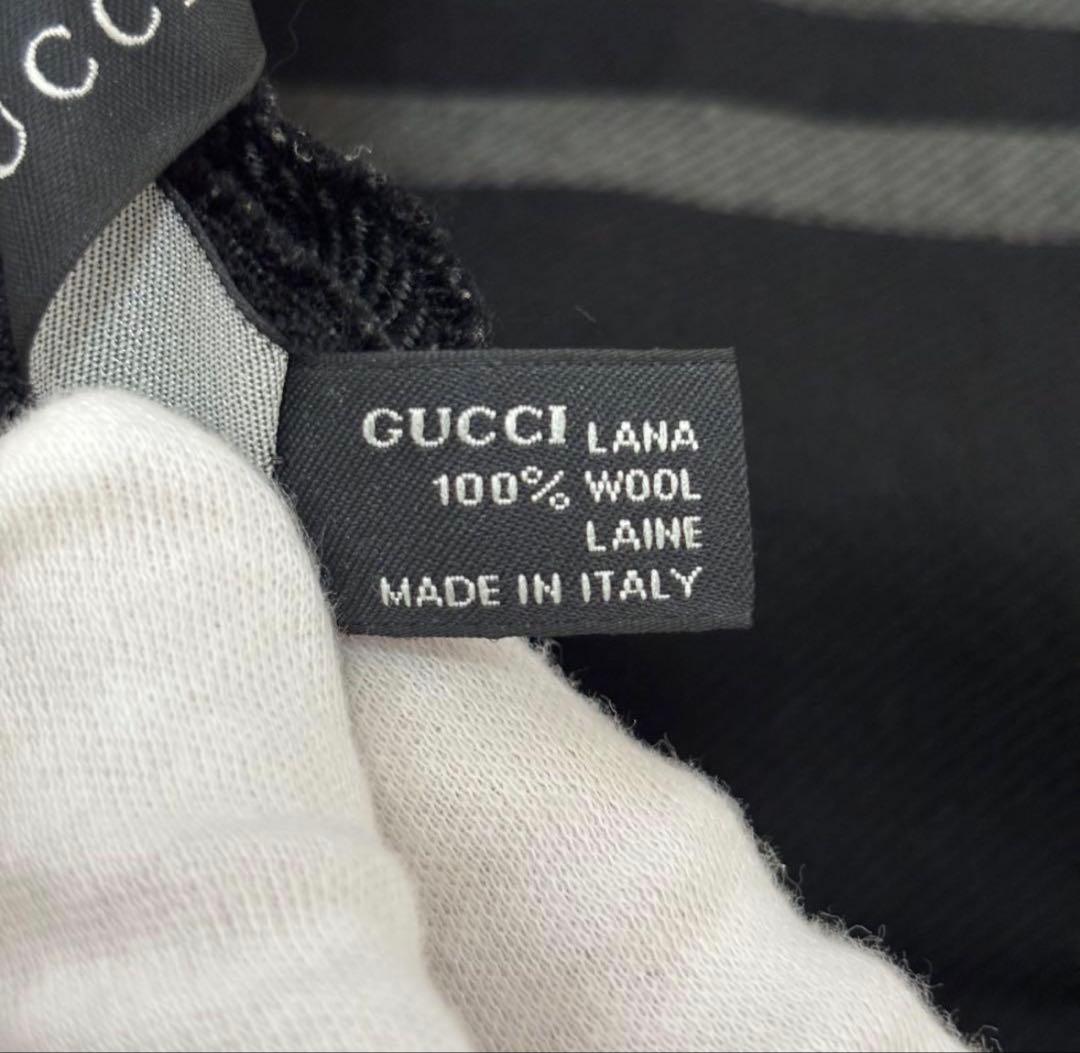 GUCCI LANA
100% WOOL
LAINE
MADE IN ITALY